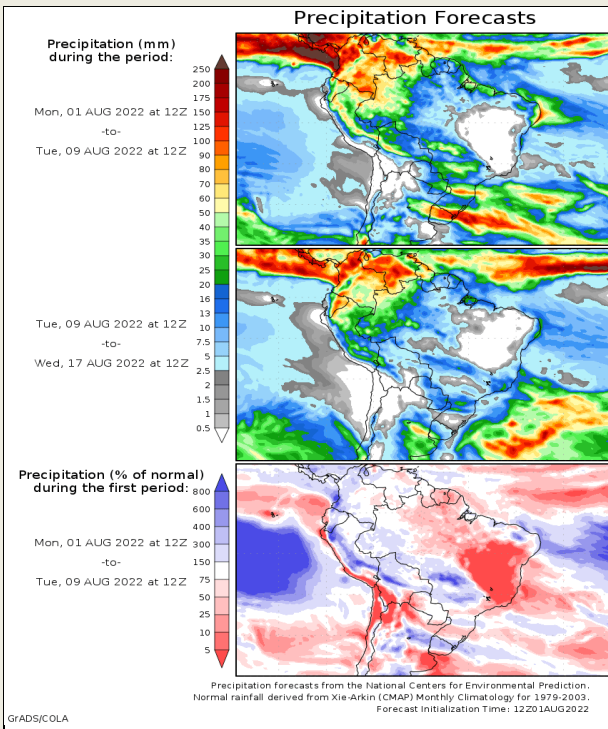 Precipitation Forecasts
Precipitation (mm)
during the period:
Mon, 01 AUG 2022 at 12Z
-to-
Tue, 09 AUG 2022 at 12Z
250
200
175
150
125
100
90
80
70
60
50
40
35
30
25
20
16
13
10
7.5
5
2.5
2
1.5
1
0.5
Tue, 09 AUG 2022 at 12Z
-to-
Wed, 17 AUG 2022 at 12Z
Precipitation (% of normal)
during the first period:
Mon, 01 AUG 2022 at 12Z
-to-
Tue, 09 AUG 2022 at 12Z
800
600
400
300
150
75
50
25
10
5
Precipitation forecasts from the National Centers for Environmental Prediction.
Normal rainfall derived from Xie-Arkin (CMAP) Monthly Climatology for 1979-2003.
Forecast Initialization Time: 12Z01AUG2022
GrADS/COLA